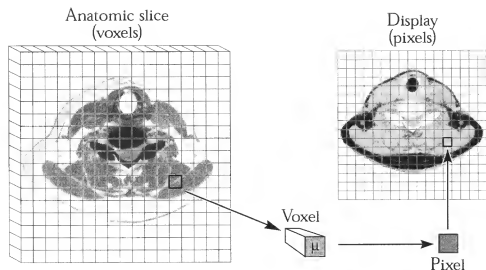 Anatomic slice
(voxels)
Display
(pixels)
Voxel
μ
Pixel